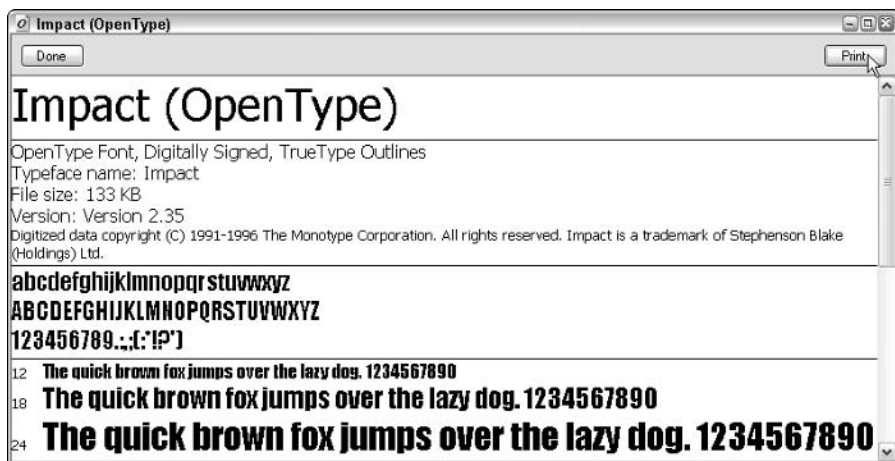 Impact (OpenType)
Done
Print
Impact (OpenType)
OpenType Font, Digitally Signed, TrueType Outlines
Typeface name: Impact
File size: 133 KB
Version: Version 2.35
Digitized data copyright (C) 1991-1996 The Monotype Corporation. All rights reserved. Impact is a trademark of Stephenson Blake
(Holdings) Ltd.
abcdefghijklmnopqrstuvwxyz
ABCDEFGHIJKLMNOPQRSTUVWXYZ
123456789.:,;(:*!?')
12 The quick brown fox jumps over the lazy dog. 1234567890
18 The quick brown fox jumps over the lazy dog. 1234567890
24 The quick brown fox jumps over the lazy dog. 1234567890